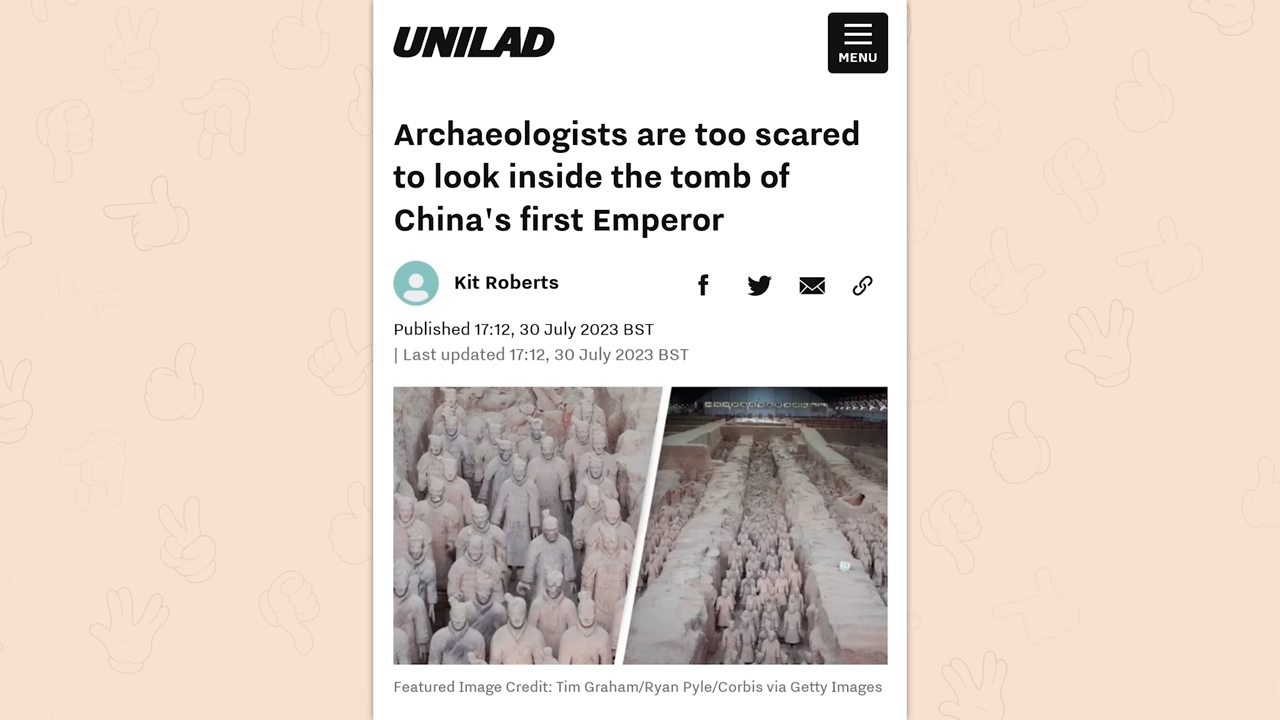 UNILAD
MENU
Archaeologists are too scared
to look inside the tomb of
China's first Emperor
Kit Roberts
Published 17:12, 30 July 2023 BST
| Last updated 17:12, 30 July 2023 BST
Featured Image Credit: Tim Graham/Ryan Pyle/Corbis via Getty Images